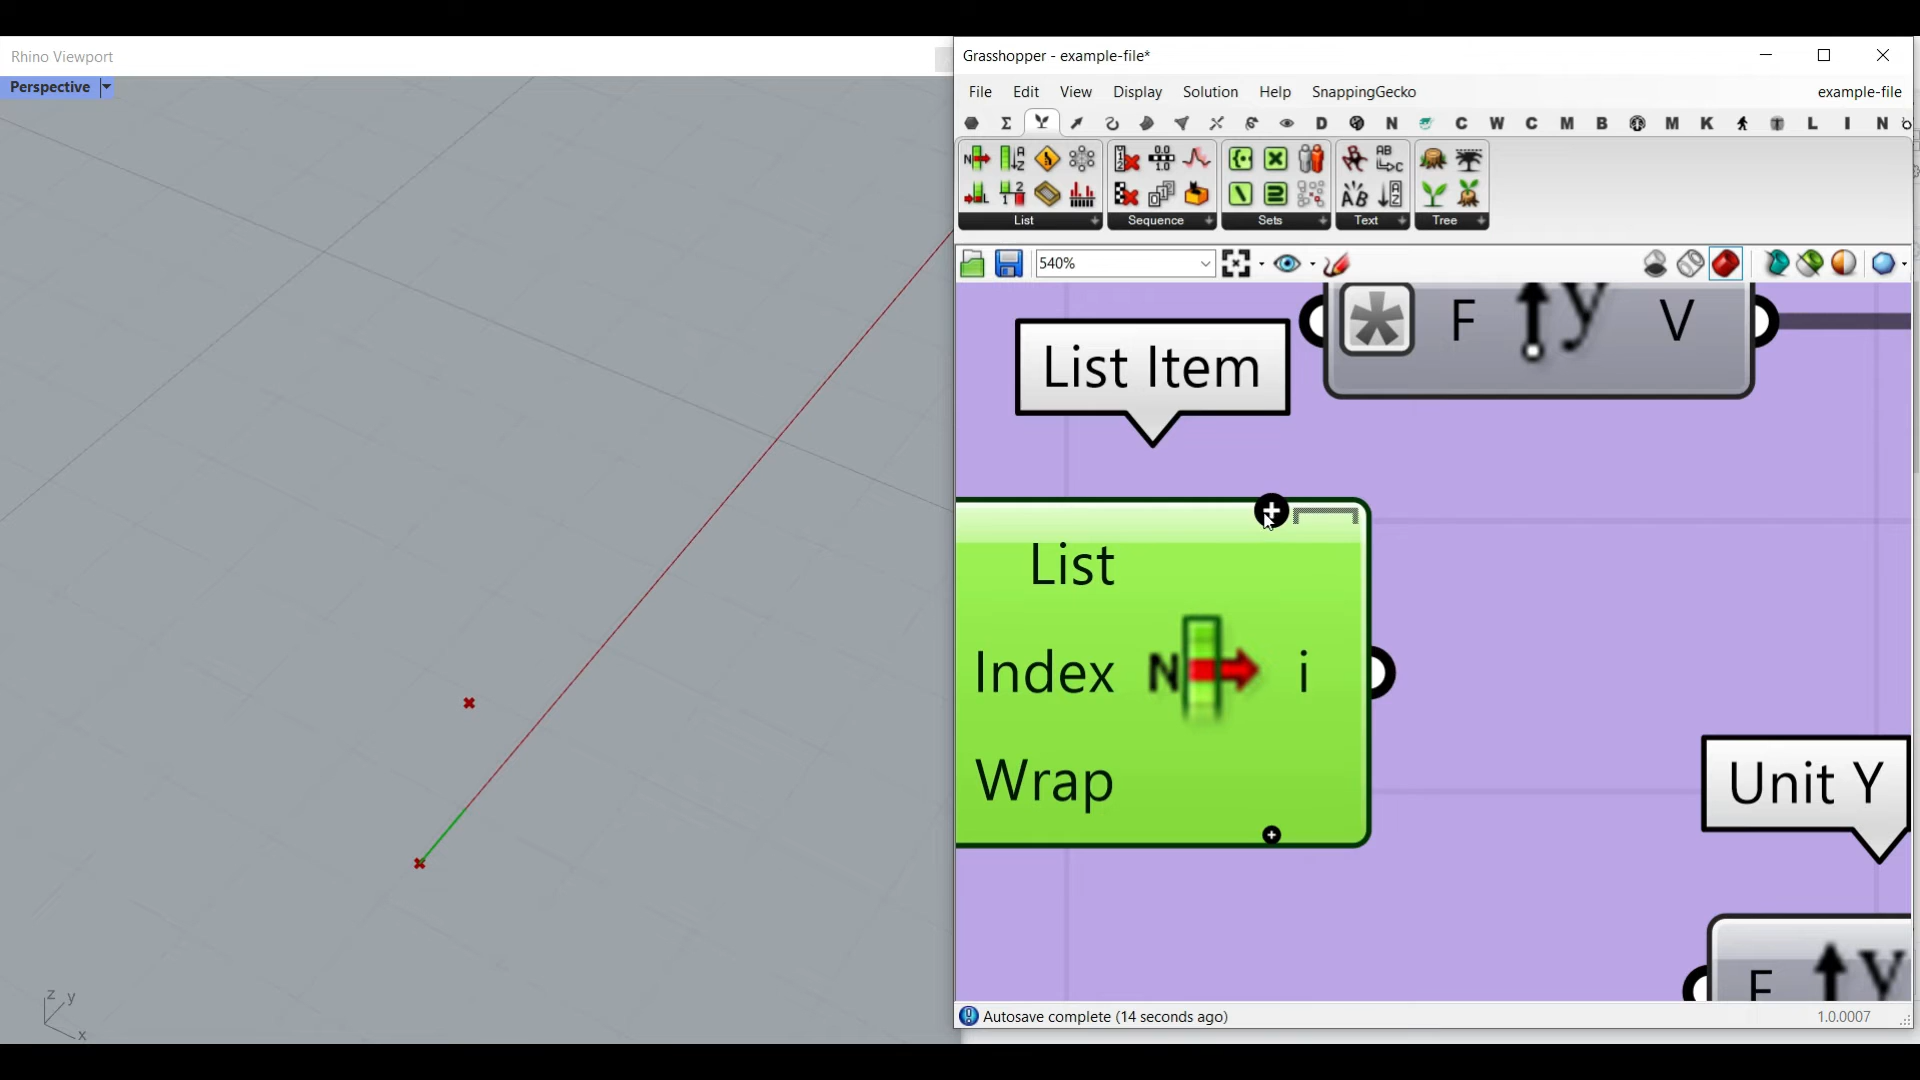 Rhino Viewport
Perspective
z
y
x
Grasshopper - example-file*
File Edit View Display Solution Help SnappingGecko example-file
D N C W C M B M K L I N
List Sequence Sets Text Tree
540%
List Item
F y V
List
Index N i
Wrap
Unit Y
F y
Autosave complete (14 seconds ago)
1.0.0007